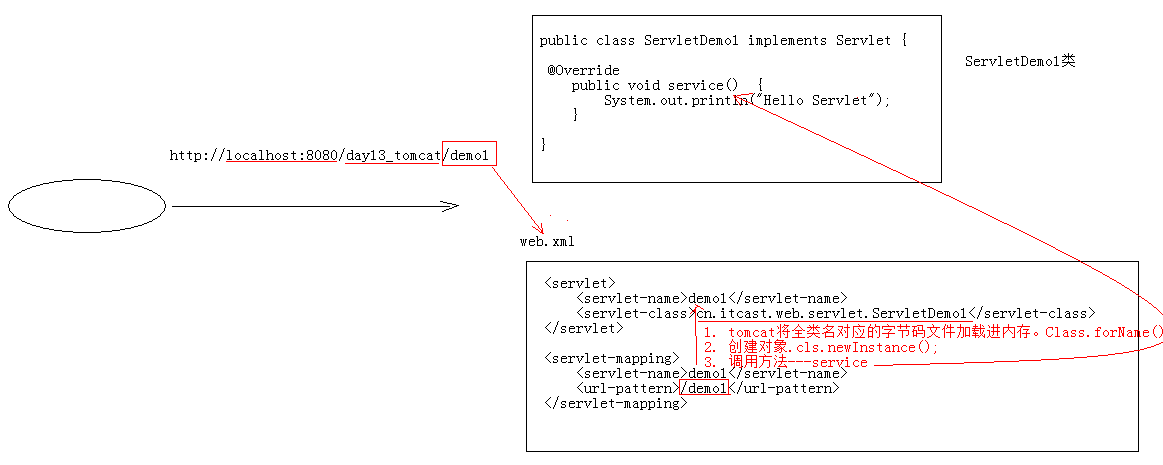 public class ServletDemo1 implements Servlet {
ServletDemo1类
@Override
public void service() {
System.out.println("Hello Servlet");
}
}
http://localhost:8080/day13_tomcat/demo1
web.xml
<servlet>
<servlet-name>demo1</servlet-name>
<servlet-class>cn.itcast.web.servlet.ServletDemo1</servlet-class>
</servlet>
1. tomcat将全类名对应的字节码文件加载进内存。Class.forName()
2. 创建对象.cls.newInstance();
3. 调用方法---service
<servlet-mapping>
<servlet-name>demo1</servlet-name>
<url-pattern>/demo1</url-pattern>
</servlet-mapping>